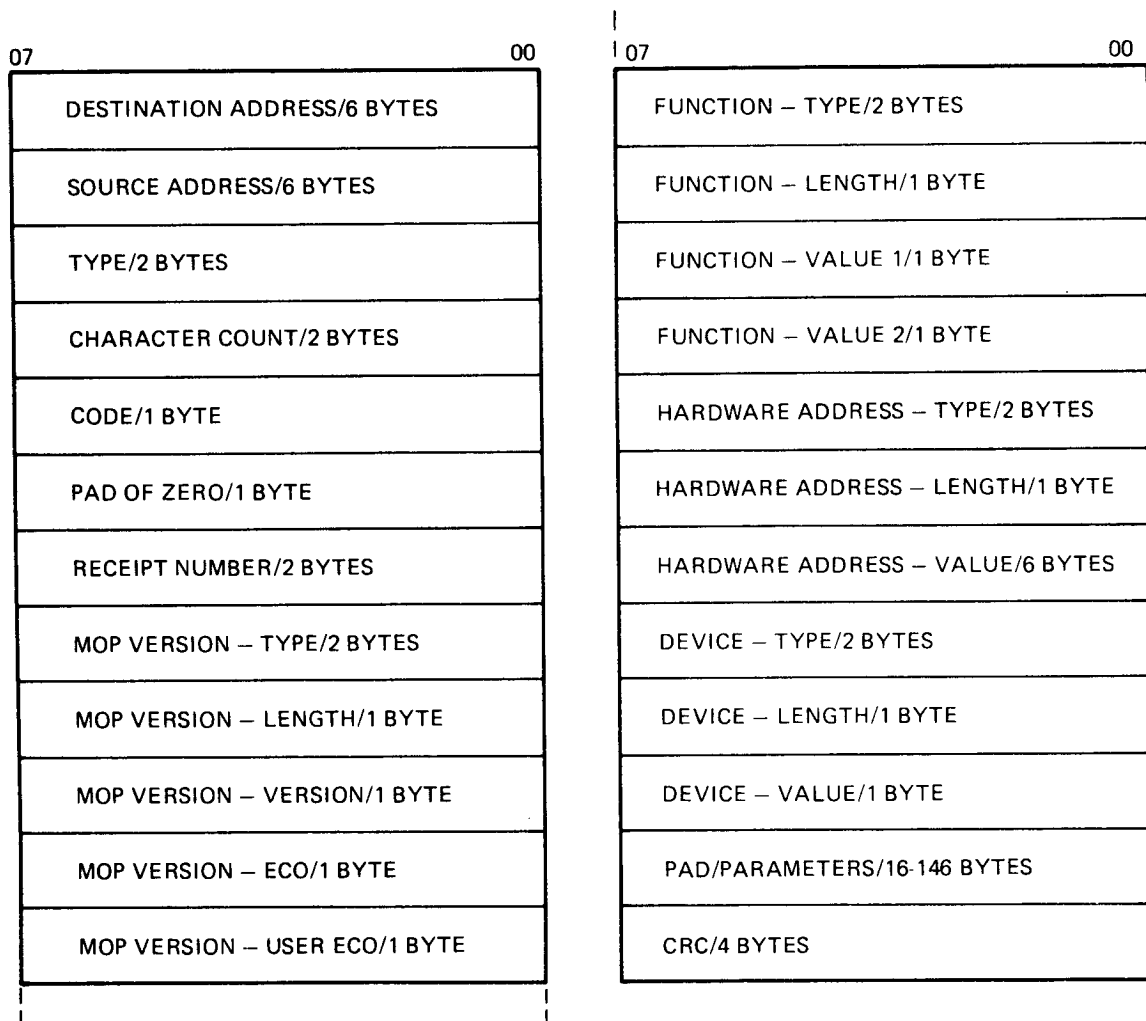 07 00
DESTINATION ADDRESS/6 BYTES
SOURCE ADDRESS/6 BYTES
TYPE/2 BYTES
CHARACTER COUNT/2 BYTES
CODE/1 BYTE
PAD OF ZERO/1 BYTE
RECEIPT NUMBER/2 BYTES
MOP VERSION – TYPE/2 BYTES
MOP VERSION – LENGTH/1 BYTE
MOP VERSION – VERSION/1 BYTE
MOP VERSION – ECO/1 BYTE
MOP VERSION – USER ECO/1 BYTE
07 00
FUNCTION – TYPE/2 BYTES
FUNCTION – LENGTH/1 BYTE
FUNCTION – VALUE 1/1 BYTE
FUNCTION – VALUE 2/1 BYTE
HARDWARE ADDRESS – TYPE/2 BYTES
HARDWARE ADDRESS – LENGTH/1 BYTE
HARDWARE ADDRESS – VALUE/6 BYTES
DEVICE – TYPE/2 BYTES
DEVICE – LENGTH/1 BYTE
DEVICE – VALUE/1 BYTE
PAD/PARAMETERS/16-146 BYTES
CRC/4 BYTES